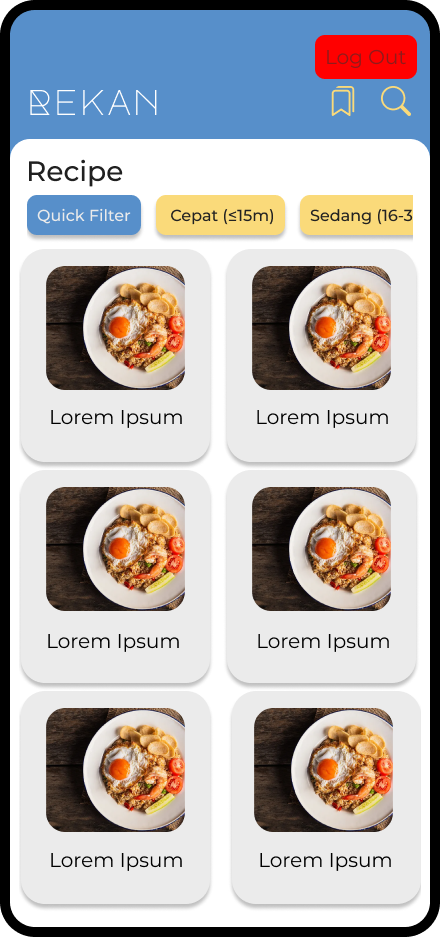 Log Out
REKAN
Recipe
Quick Filter
Cepat (≤15m)
Sedang (16-3
Lorem Ipsum
Lorem Ipsum
Lorem Ipsum
Lorem Ipsum
Lorem Ipsum
Lorem Ipsum